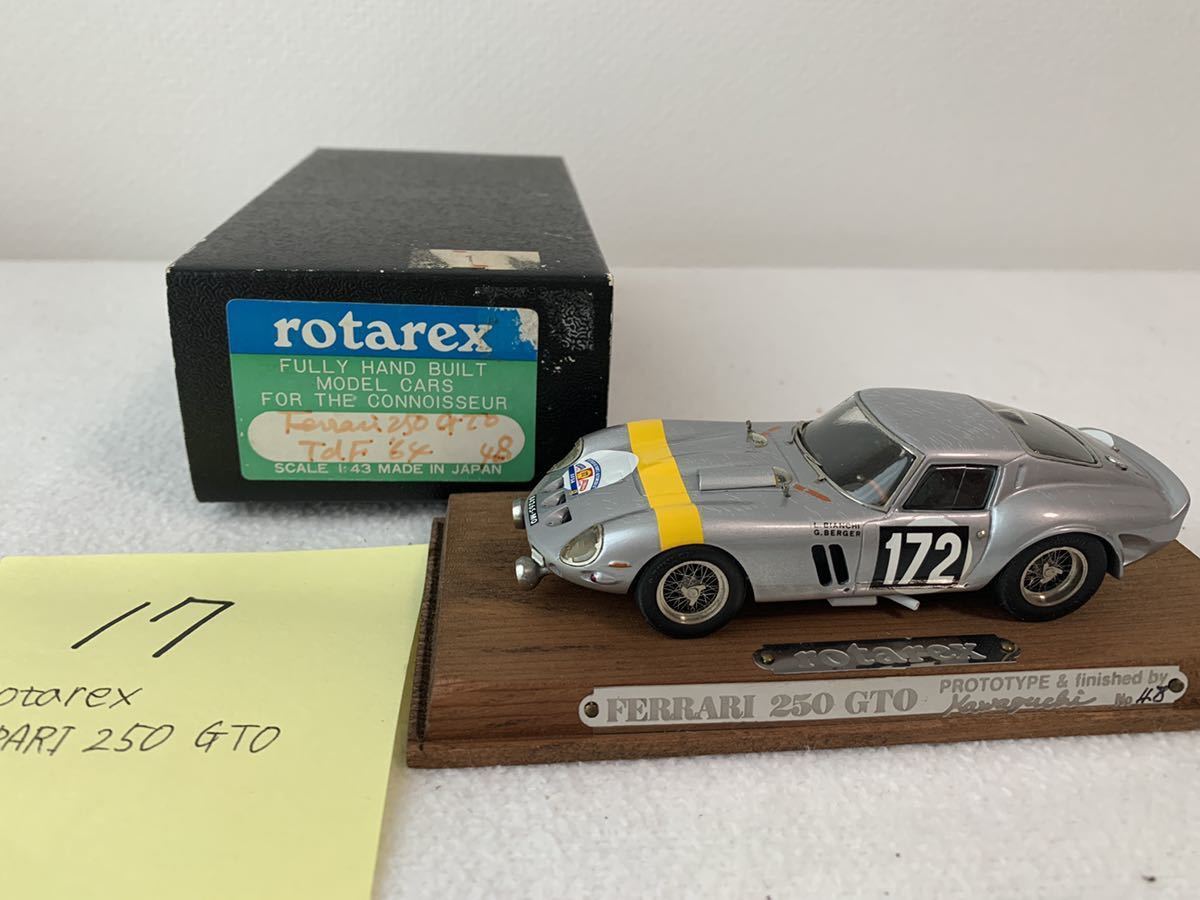 rotarex
FULLY HAND BUILT
MODEL CARS
FOR THE CONNOISSEUR
Ferrari 250 GTO
TdF '64 48
SCALE 1:43 MADE IN JAPAN
L. BIANCHI
G. BERGER
172
rotarex
FERRARI 250 GTO
PROTOTYPE & finished by
Kawaguchi No 48
17
otarex
RARI 250 GTO